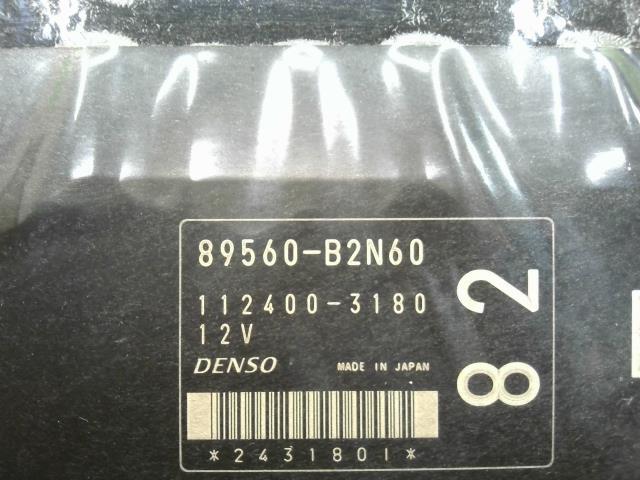 89560-B2N60
112400-3180
12V
DENSO MADE IN JAPAN
*2431801*
82